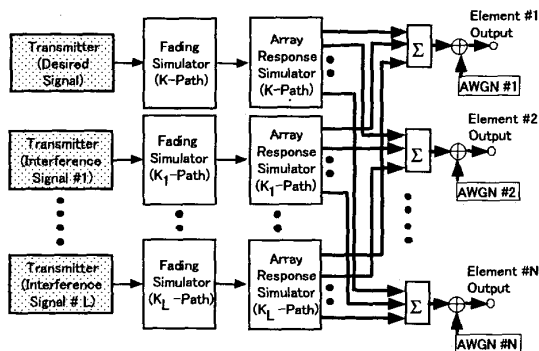 Transmitter
(Desired
Signal)
Fading
Simulator
(K-Path)
Array
Response
Simulator
(K-Path)
Σ
Element #1
Output
AWGN #1
Transmitter
(Interference
Signal #1)
Fading
Simulator
(K1-Path)
Array
Response
Simulator
(K1-Path)
Σ
Element #2
Output
AWGN #2
Transmitter
(Interference
Signal # L)
Fading
Simulator
(KL -Path)
Array
Response
Simulator
(KL -Path)
Σ
Element #N
Output
AWGN #N